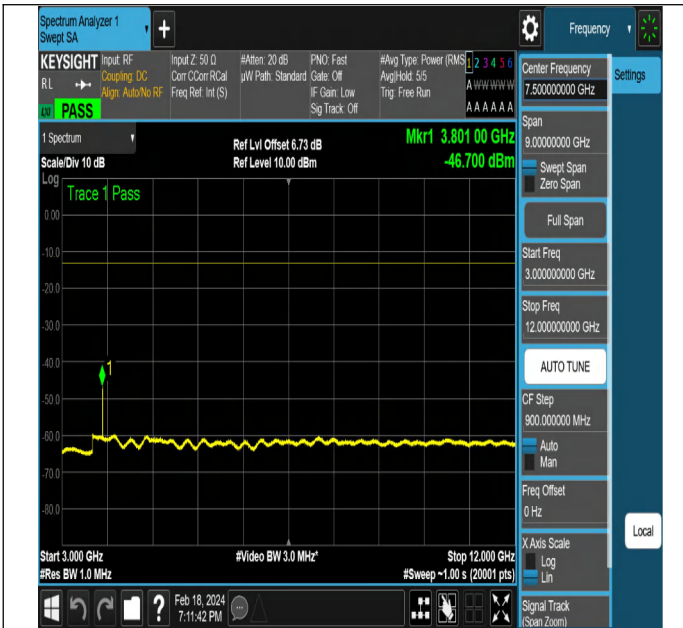 Spectrum Analyzer 1
Swept SA
Frequency
KEYSIGHT
RL
LXI PASS
Input: RF
Coupling: DC
Align: Auto/No RF
Input Z: 50 Ω
Corr CCorr RCal
Freq Ref: Int (S)
#Atten: 20 dB
µW Path: Standard
PNO: Fast
Gate: Off
IF Gain: Low
Sig Track: Off
#Avg Type: Power (RMS
Avg|Hold: 5/5
Trig: Free Run
1 2 3 4 5 6
A W W W W W
A A A A A A
1 Spectrum
Scale/Div 10 dB
Ref Lvl Offset 6.73 dB
Ref Level 10.00 dBm
Mkr1 3.801 00 GHz
-46.700 dBm
Log
Trace 1 Pass
0.00
-10.0
-20.0
-30.0
-40.0
-50.0
-60.0
-70.0
-80.0
1
Start 3.000 GHz
#Res BW 1.0 MHz
#Video BW 3.0 MHz*
Stop 12.000 GHz
#Sweep ~1.00 s (20001 pts)
Feb 18, 2024
7:11:42 PM
Center Frequency
7.500000000 GHz
Span
9.00000000 GHz
Swept Span
Zero Span
Full Span
Start Freq
3.000000000 GHz
Stop Freq
12.000000000 GHz
AUTO TUNE
CF Step
900.000000 MHz
Auto
Man
Freq Offset
0 Hz
X Axis Scale
Log
Lin
Signal Track
(Span Zoom)
Settings
Local